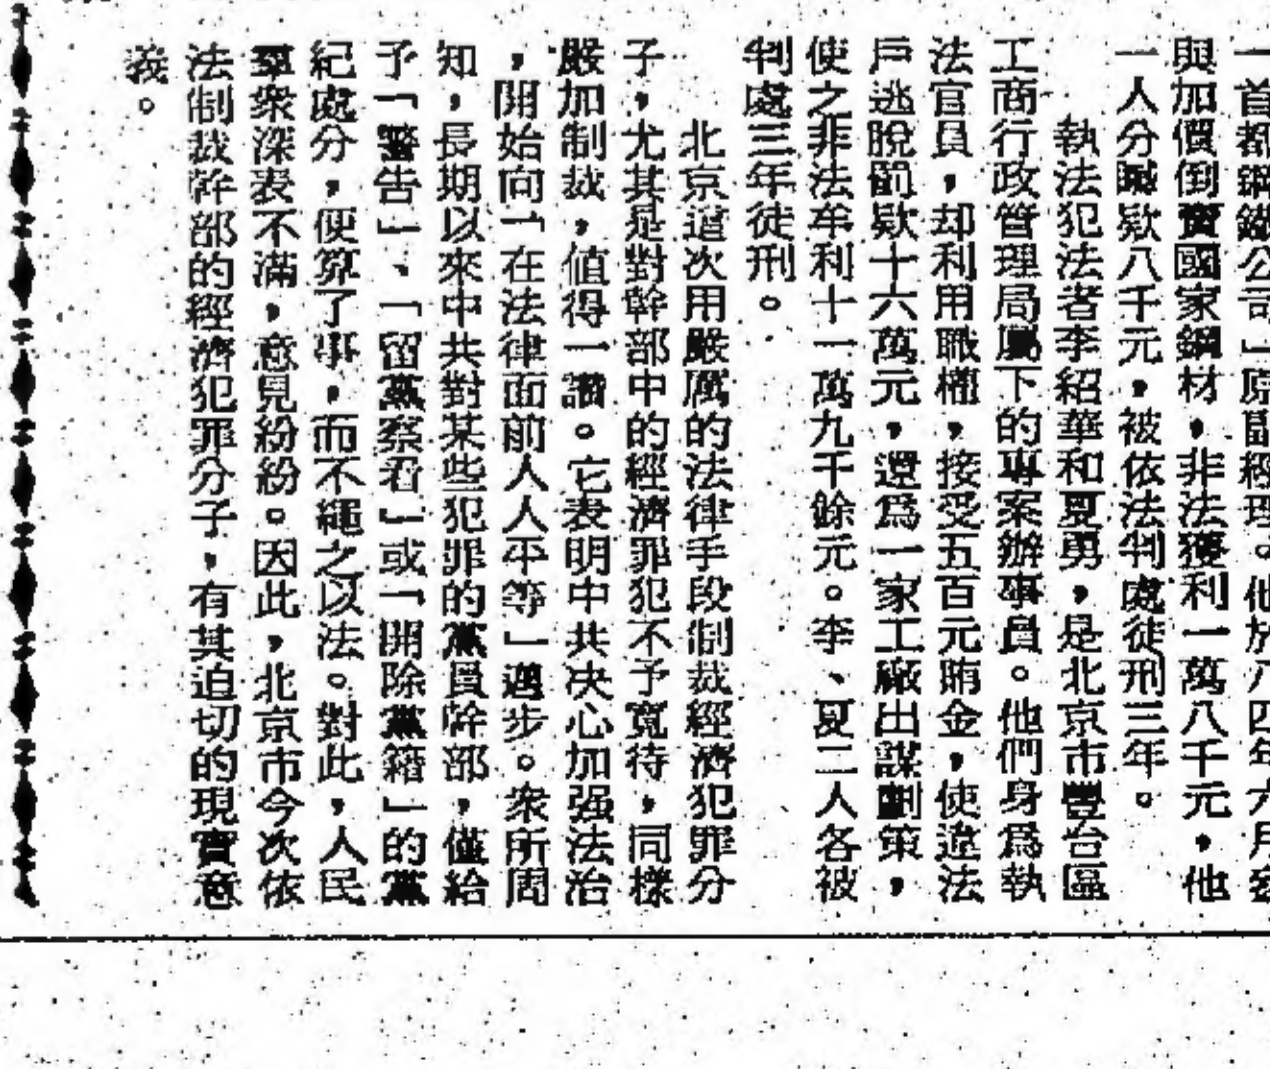 一首都鋼鐵公司」原副經理。他於八四年六月參
與加價倒賣國家鋼材，非法獲利一萬八千元，他
一人分贓欵八千元，被依法判處徒刑三年。
執法犯法者李紹華和夏勇，是北京市豐台區
工商行政管理局屬下的專案辦事員。他們身爲執
法官員，却利用職權，接受五百元賄金，使違法
戶逃脫罰欵十六萬元，還爲一家工廠出謀劃策，
使之非法牟利十一萬九千餘元。李、夏二人各被
判處三年徒刑。
北京這次用嚴厲的法律手段制裁經濟犯罪分
子，尤其是對幹部中的經濟罪犯不予寬待，同樣
嚴加制裁，值得一讚。它表明中共決心加强法治
，開始向「在法律面前人人平等」邁步。衆所周
知，長期以來中共對某些犯罪的黨員幹部，僅給
予「警告」、「留黨察看」或「開除黨籍」的黨
紀處分，便算了事，而不繩之以法。對此，人民
羣衆深表不滿，意見紛紛。因此，北京市今次依
法制裁幹部的經濟犯罪分子，有其迫切的現實意
義。